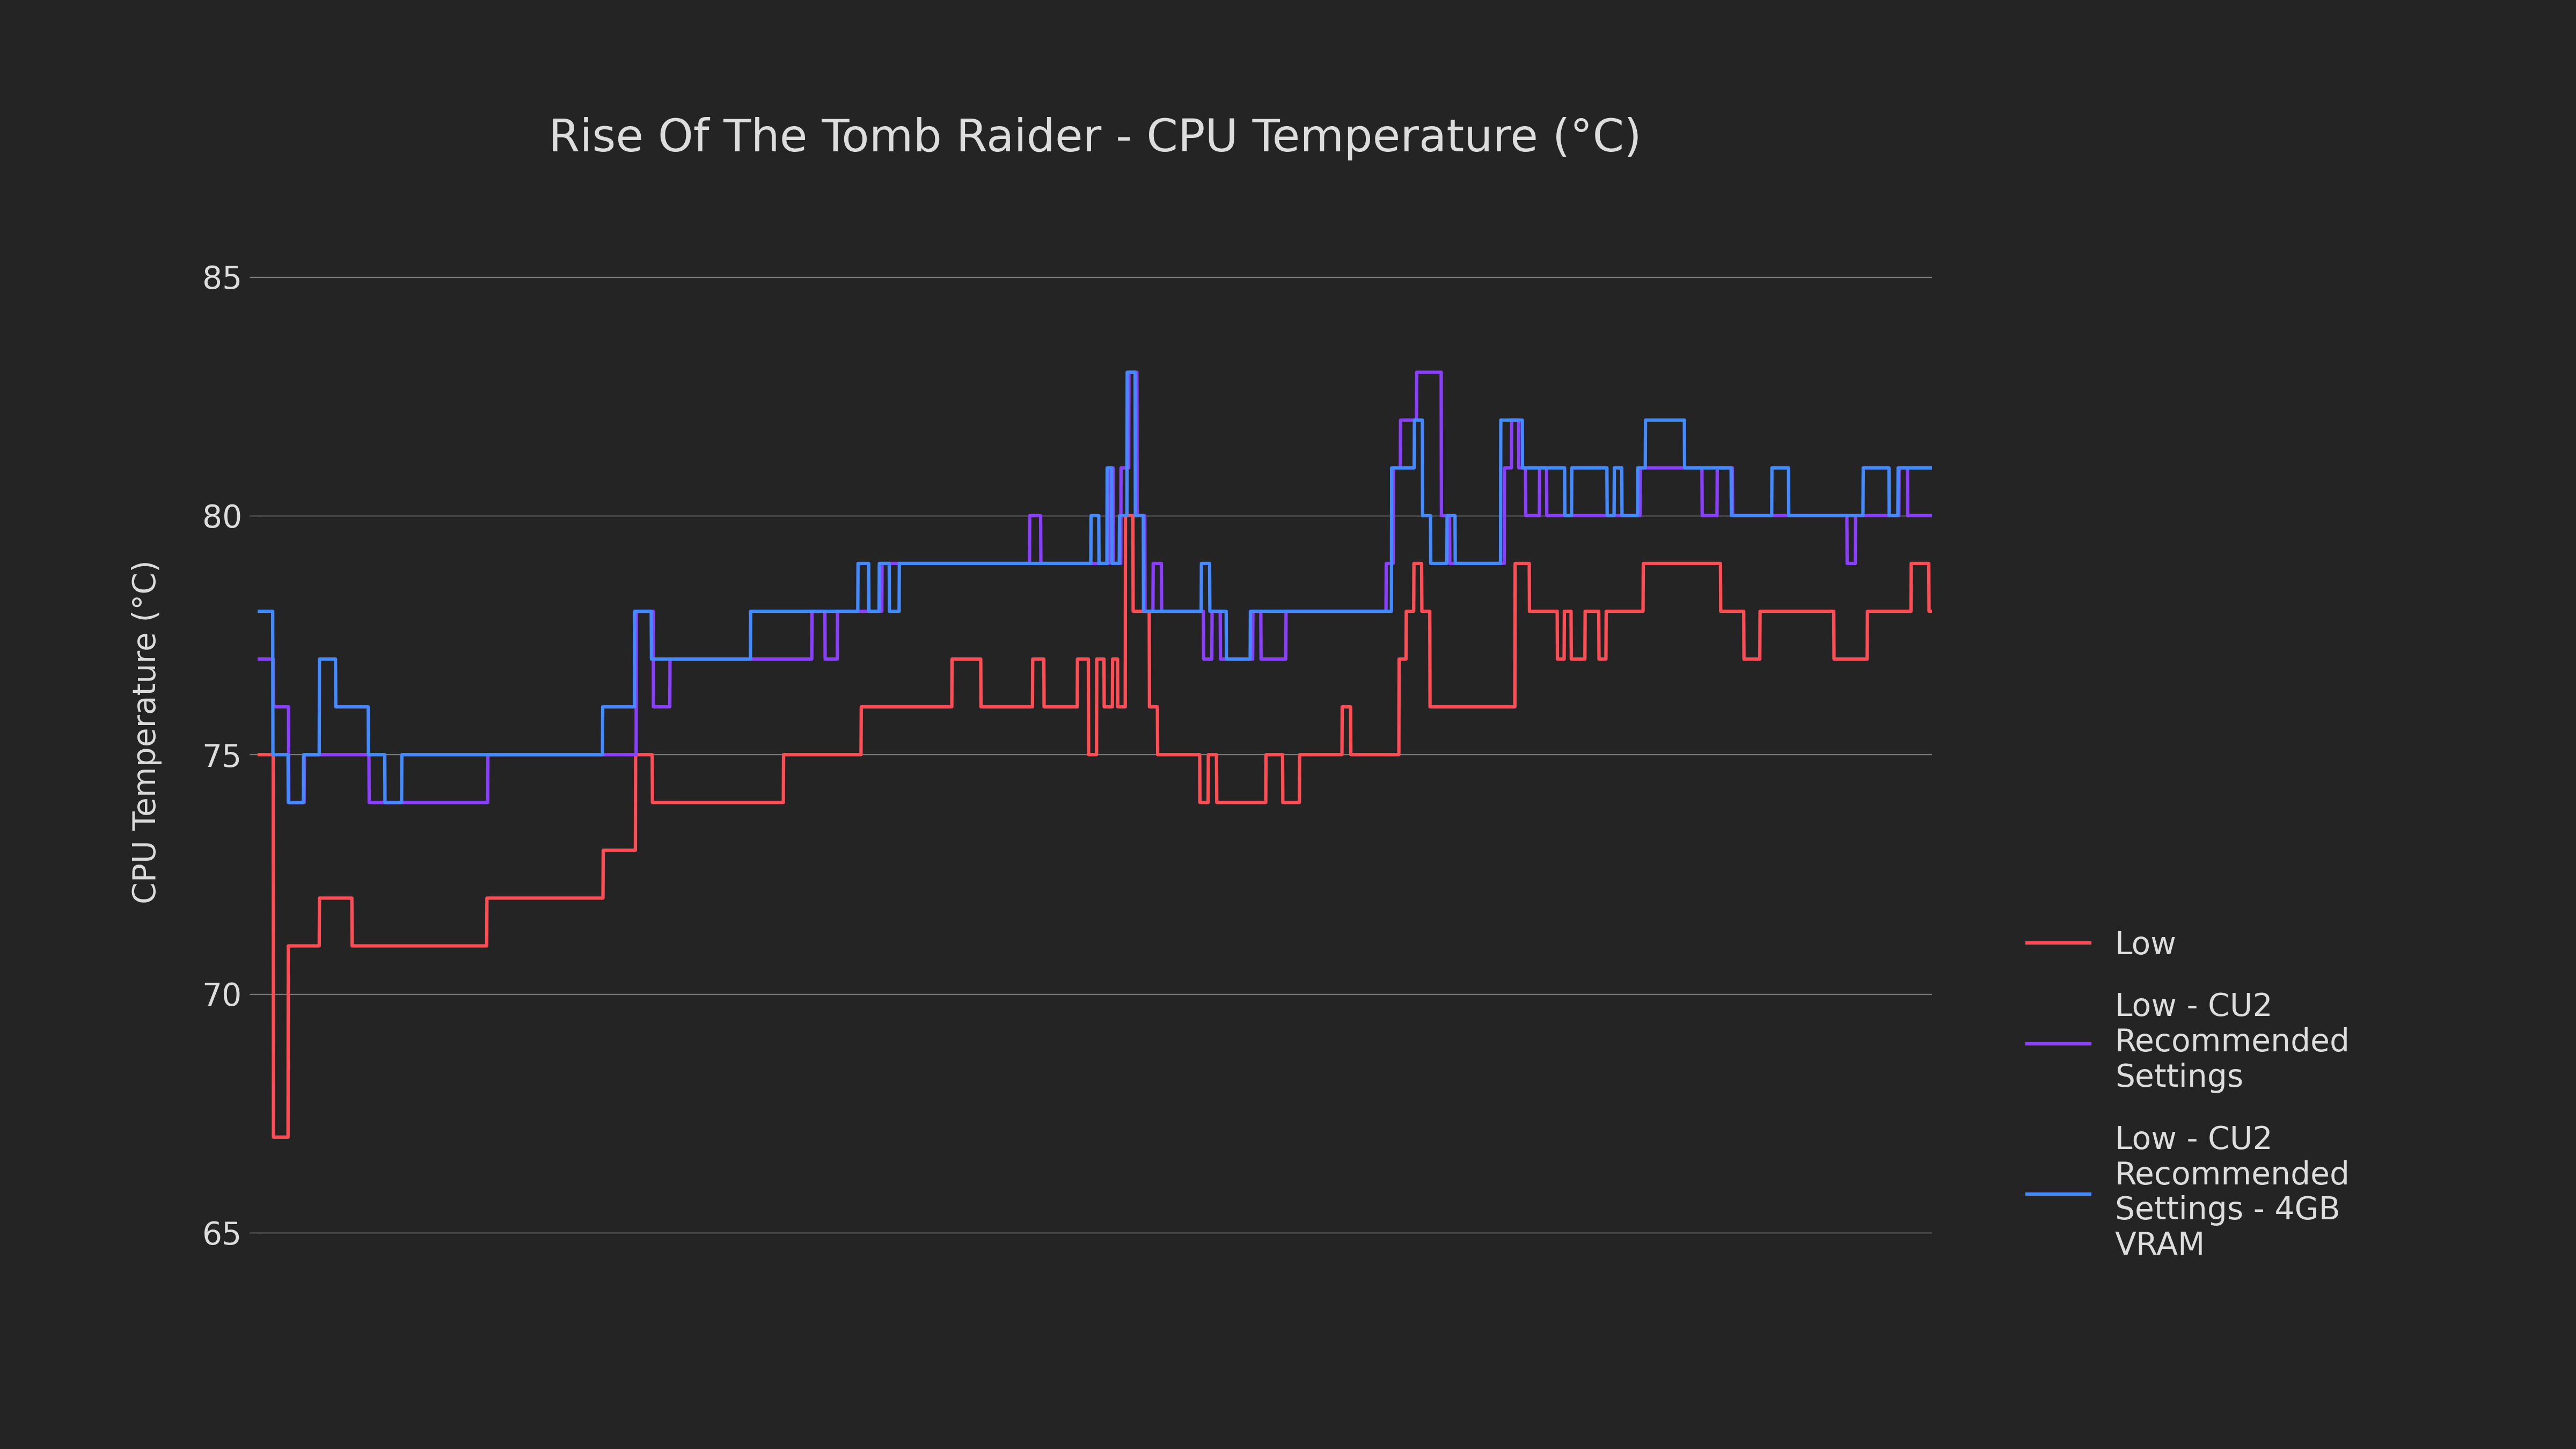 Rise Of The Tomb Raider - CPU Temperature (°C)
CPU Temperature (°C)
85
80
75
70
65
Low
Low - CU2
Recommended
Settings
Low - CU2
Recommended
Settings - 4GB
VRAM